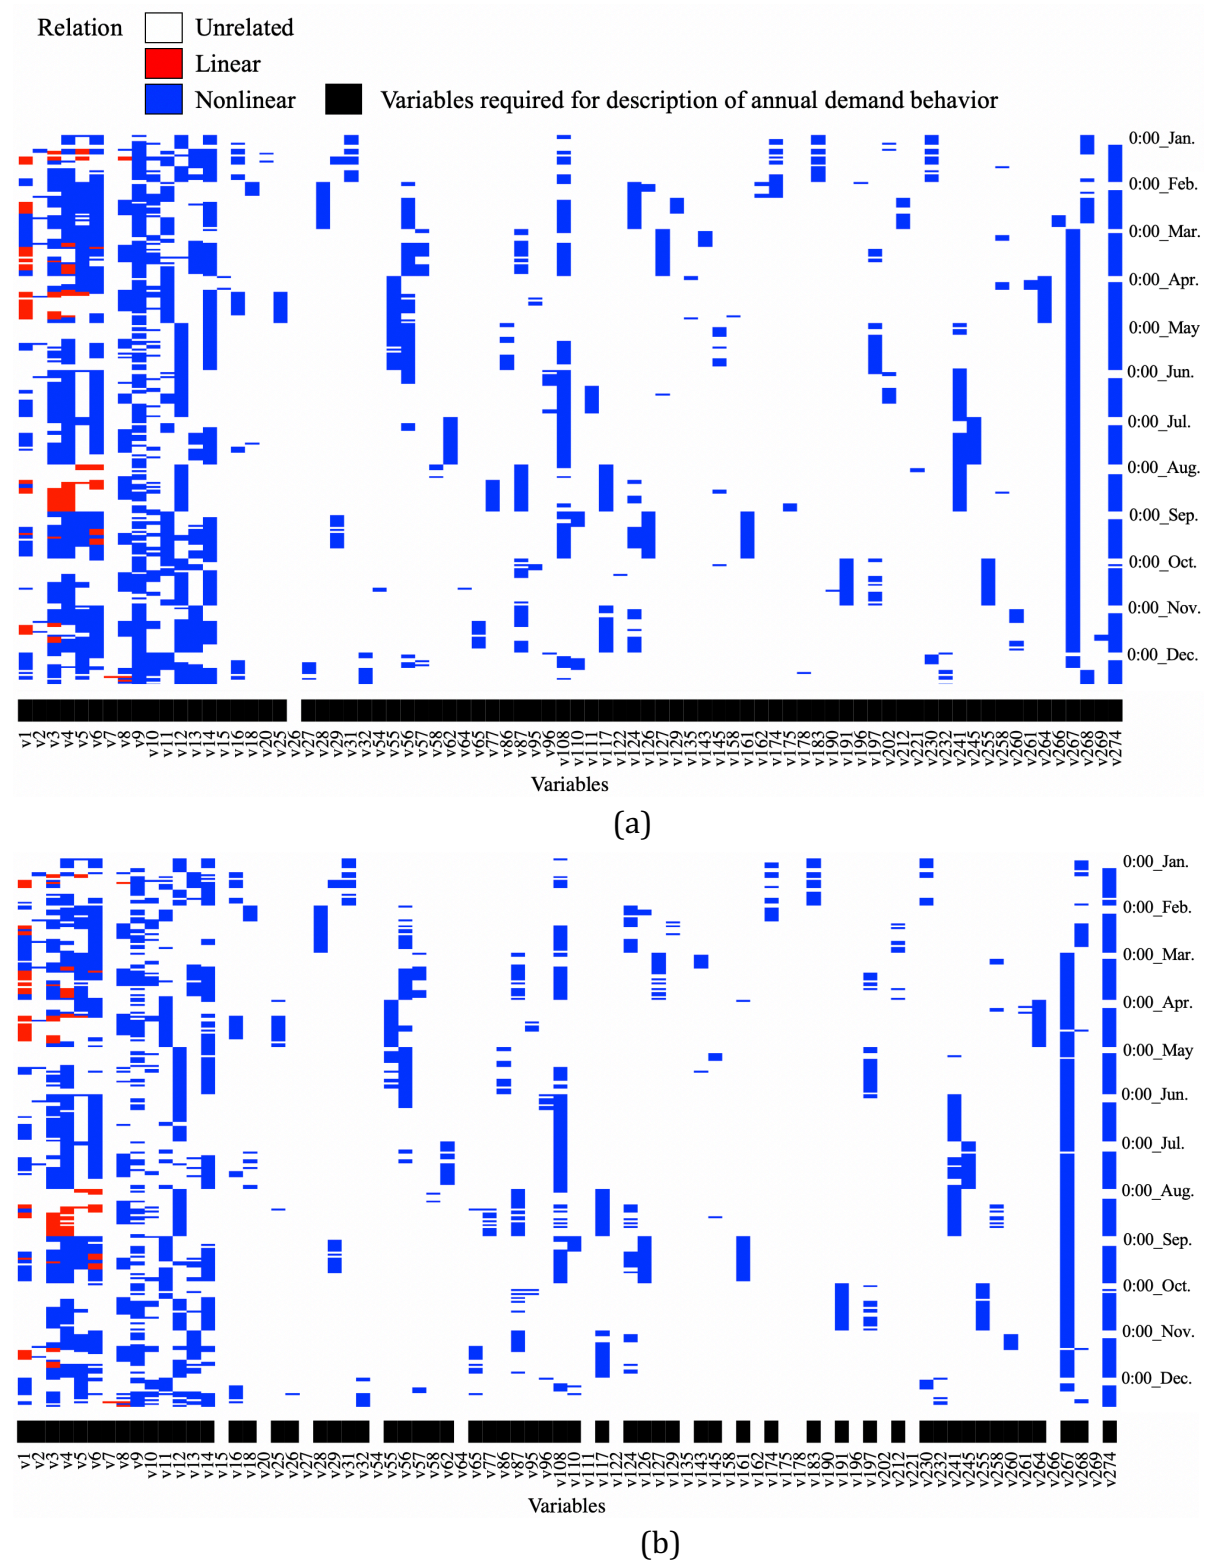 Relation Unrelated
Linear
Nonlinear Variables required for description of annual demand behavior
0:00_Jan.
0:00_Feb.
0:00_Mar.
0:00_Apr.
0:00_May
0:00_Jun.
0:00_Jul.
0:00_Aug.
0:00_Sep.
0:00_Oct.
0:00_Nov.
0:00_Dec.
v1 v2 v3 v4 v5 v6 v7 v8 v9 v10 v11 v12 v13 v14 v15 v16 v18 v20 v25 v26 v27 v28 v29 v31 v32 v54 v55 v56 v57 v58 v62 v64 v65 v77 v86 v87 v95 v96 v108 v110 v111 v117 v122 v124 v126 v127 v129 v135 v143 v145 v158 v161 v162 v174 v175 v178 v183 v190 v191 v196 v197 v202 v212 v221 v230 v232 v241 v245 v255 v258 v260 v261 v264 v266 v267 v268 v269 v274
Variables
(a)
0:00_Jan.
0:00_Feb.
0:00_Mar.
0:00_Apr.
0:00_May
0:00_Jun.
0:00_Jul.
0:00_Aug.
0:00_Sep.
0:00_Oct.
0:00_Nov.
0:00_Dec.
v1 v2 v3 v4 v5 v6 v7 v8 v9 v10 v11 v12 v13 v14 v15 v16 v18 v20 v25 v26 v27 v28 v29 v31 v32 v54 v55 v56 v57 v58 v62 v64 v65 v77 v86 v87 v95 v96 v108 v110 v111 v117 v122 v124 v126 v127 v129 v135 v143 v145 v158 v161 v162 v174 v175 v178 v183 v190 v191 v196 v197 v202 v212 v221 v230 v232 v241 v245 v258 v255 v260 v261 v264 v266 v267 v268 v269 v274
Variables
(b)